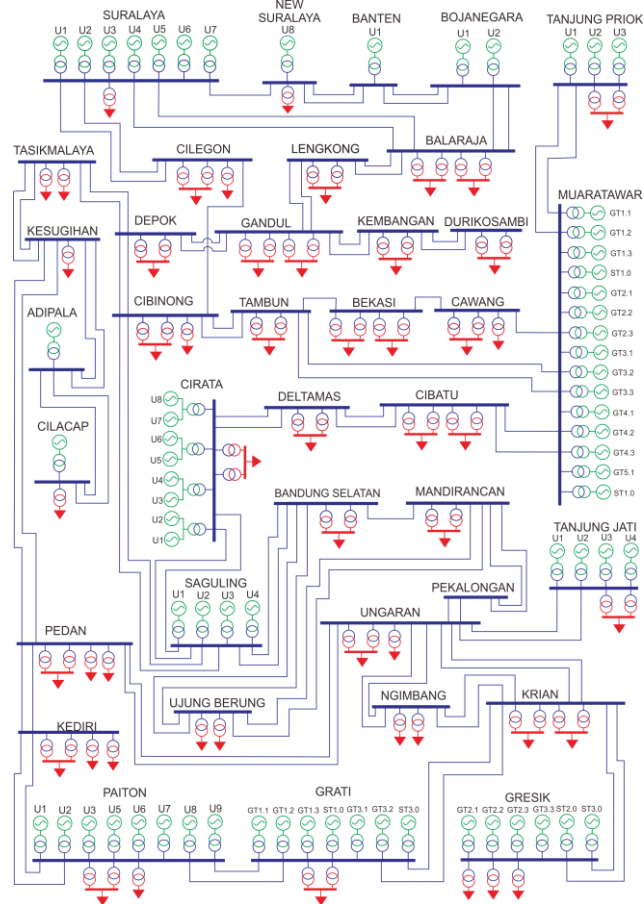 SURALAYA
U1 U2 U3 U4 U5 U6 U7
NEW
SURALAYA
U8
BANTEN
U1
BOJANEGARA
U1 U2
TANJUNG PRIOK
U1 U2 U3
TASIKMALAYA
CILEGON
LENGKONG
BALARAJA
MUARATAWAR
GT1.1
GT1.2
GT1.3
ST1.0
GT2.1
GT2.2
GT2.3
GT3.1
GT3.2
GT3.3
GT4.1
GT4.2
GT4.3
GT5.1
ST1.0
KESUGIHAN
DEPOK
GANDUL
KEMBANGAN
DURIKOSAMBI
ADIPALA
CIBINONG
TAMBUN
BEKASI
CAWANG
CILACAP
CIRATA
U8
U7
U6
U5
U4
U3
U2
U1
DELTAMAS
CIBATU
BANDUNG SELATAN
MANDIRANCAN
TANJUNG JATI
U1 U2 U3 U4
SAGULING
U1 U2 U3 U4
PEKALONGAN
UNGARAN
PEDAN
UJUNG BERUNG
NGIMBANG
KRIAN
KEDIRI
PAITON
U1 U2 U3 U5 U6 U7 U8 U9
GRATI
GT1.1 GT1.2 GT1.3 ST1.0 GT3.1 GT3.2 ST3.0
GRESIK
GT2.1 GT2.2 GT2.3 GT3.3 ST2.0 ST3.0